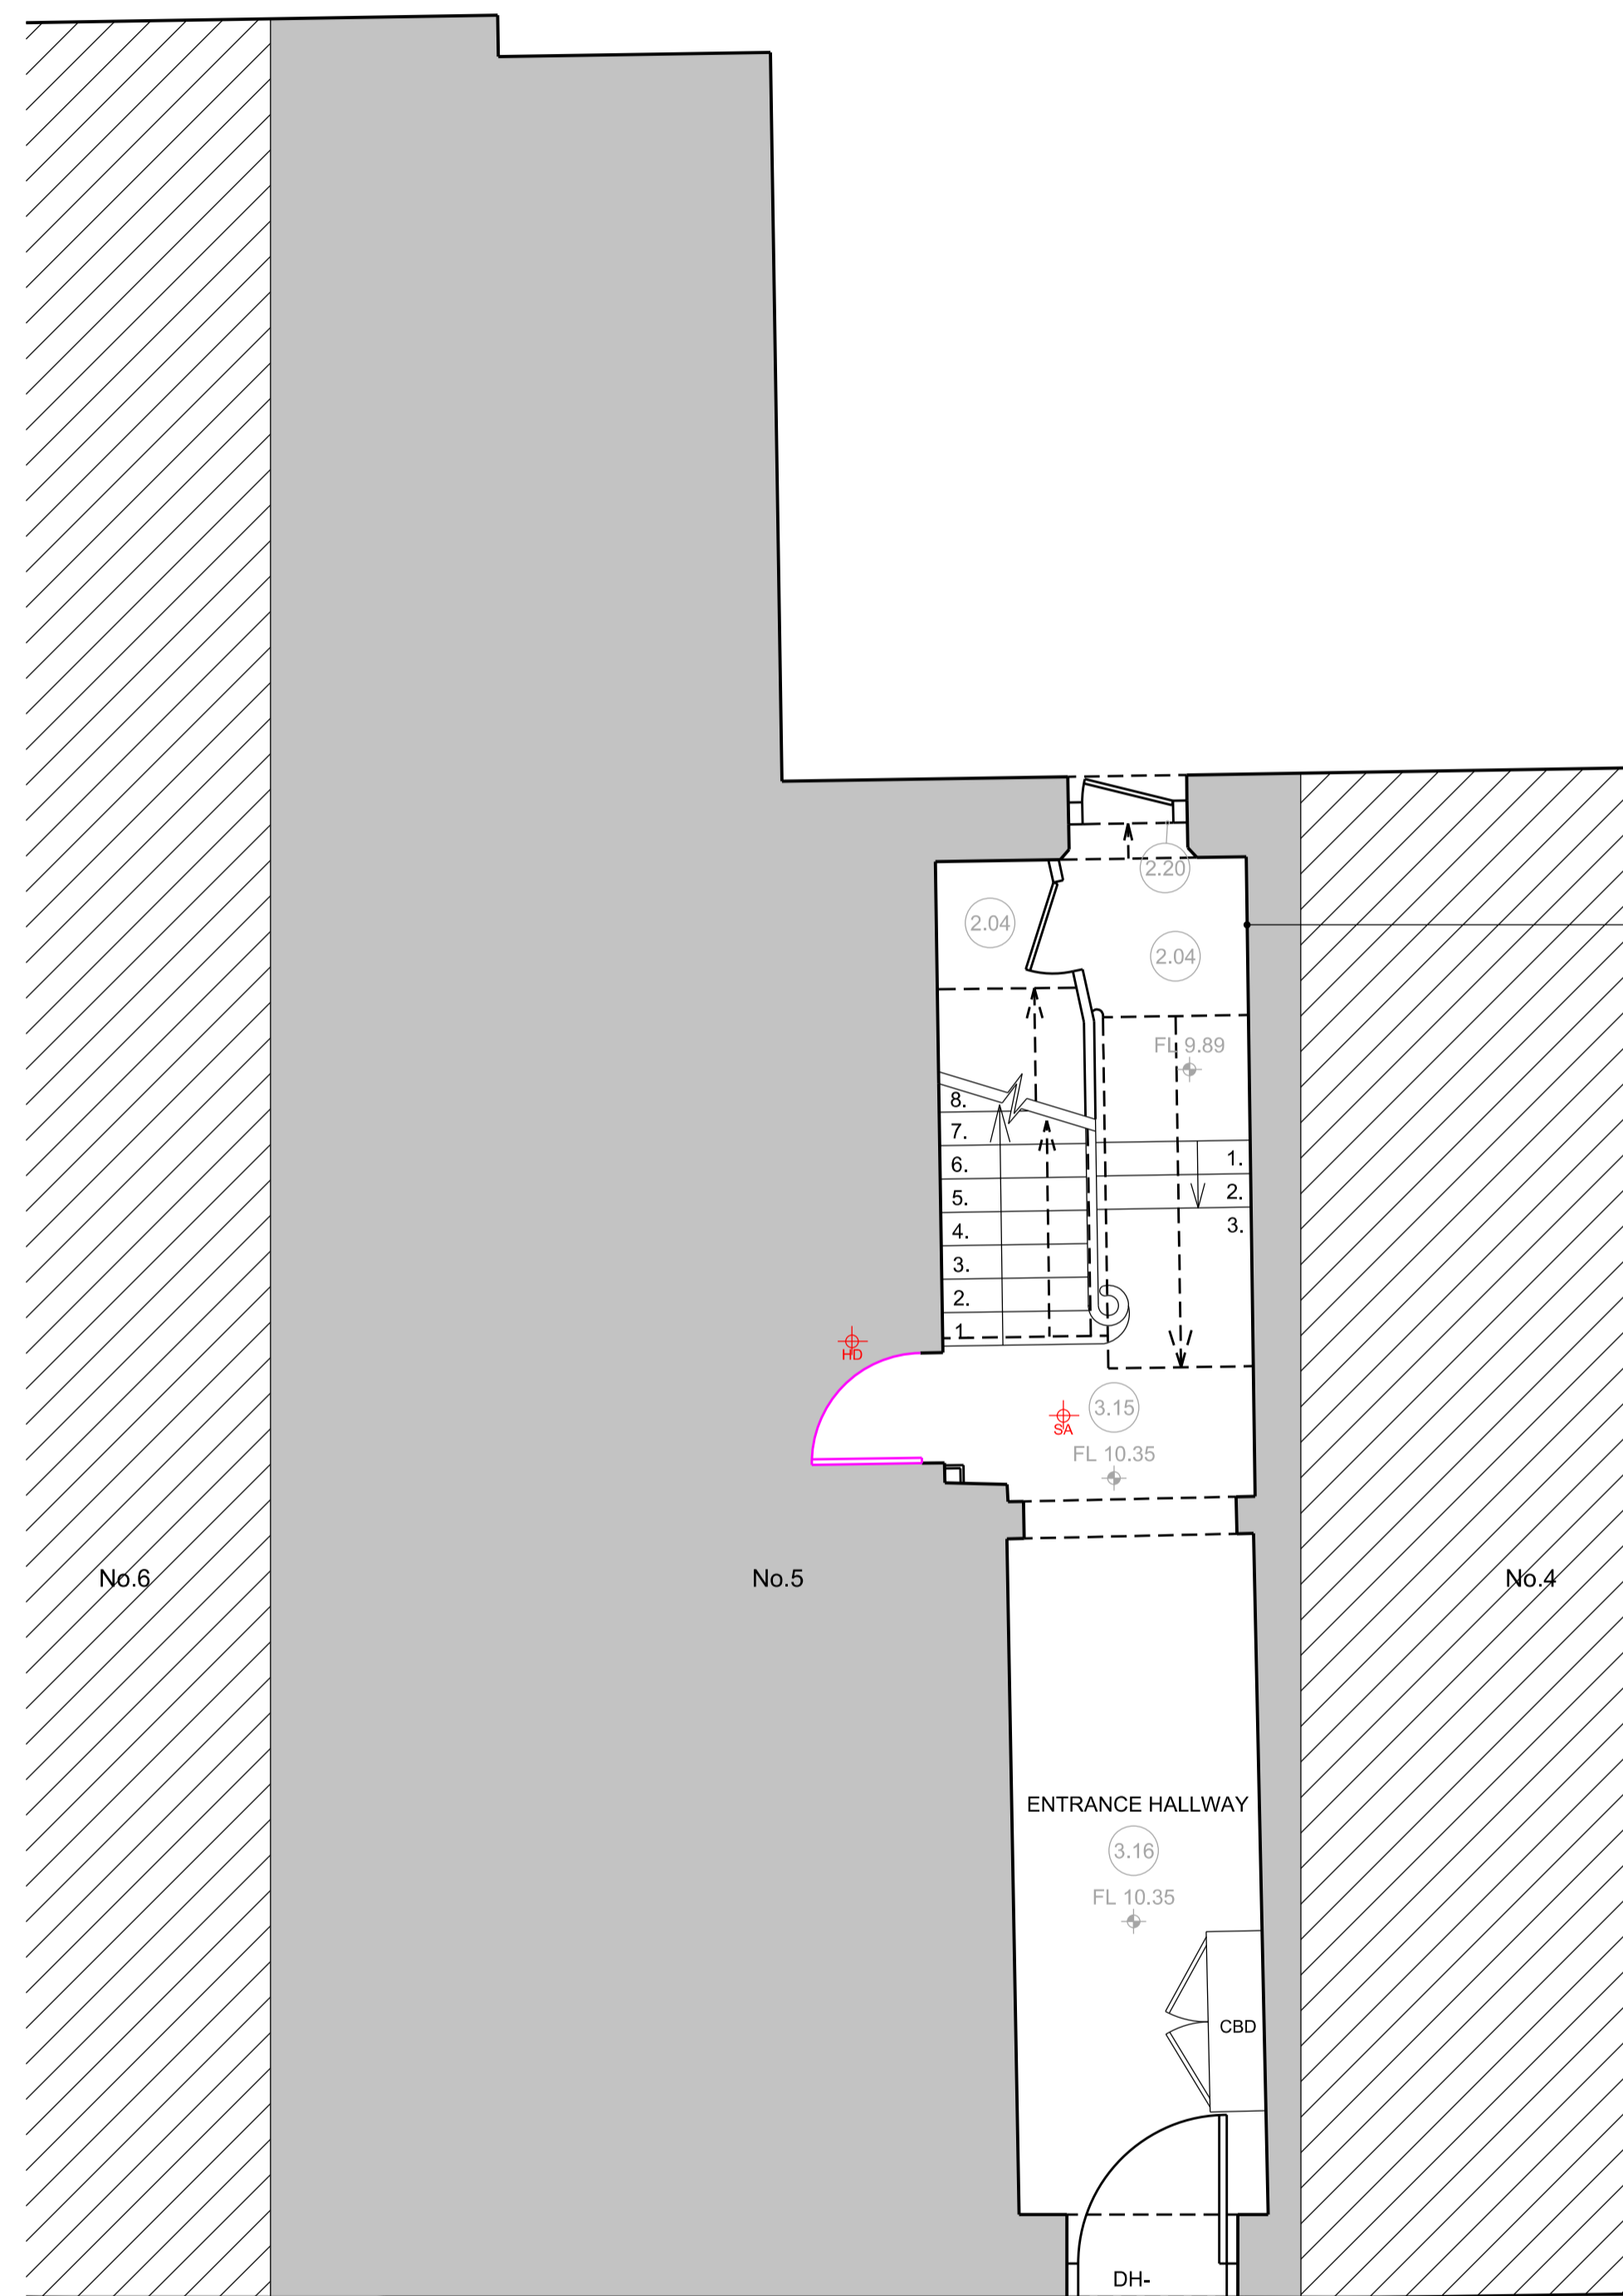 2.20
2.04
2.04
FL 9.89
8.
7.
6.
5.
4.
3.
2.
1
1.
2.
3.
HD
SA
3.15
FL 10.35
No.6
No.5
No.4
ENTRANCE HALLWAY
3.16
FL 10.35
CBD
DH-